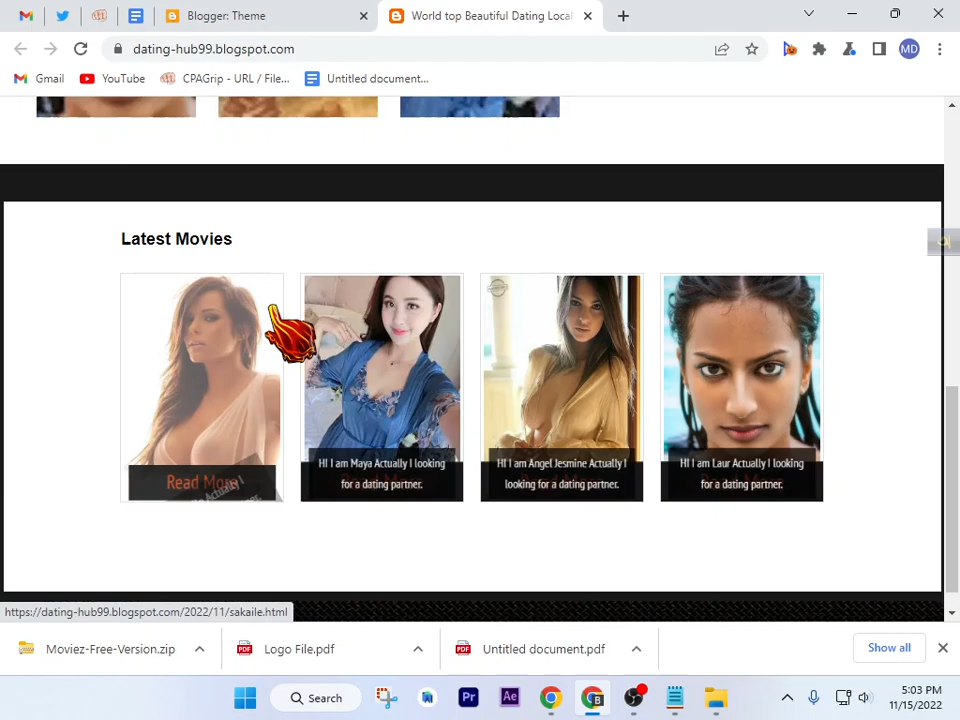 Blogger: Theme
World top Beautiful Dating Local
dating-hub99.blogspot.com
MD
Gmail
YouTube
CPAGrip - URL / File...
Untitled document...
Latest Movies
Read More
HI I am Maya Actually I looking
for a dating partner.
HI I am Angel Jesmine Actually I
looking for a dating partner.
HI I am Laur Actually I looking
for a dating partner.
https://dating-hub99.blogspot.com/2022/11/sakaile.html
Moviez-Free-Version.zip
Logo File.pdf
Untitled document.pdf
Show all
Search
Pr
Ae
B
5:03 PM
11/15/2022